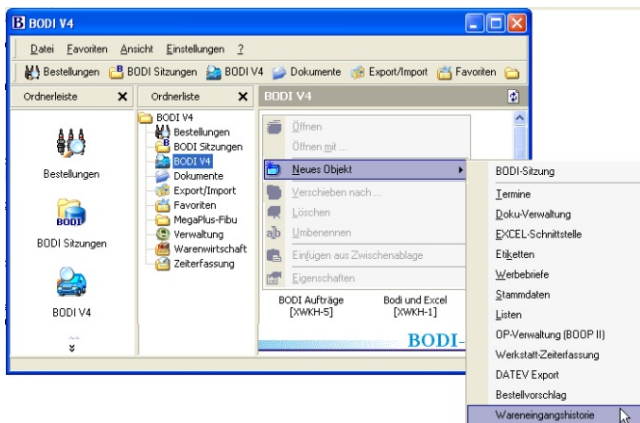 BODI V4
Datei Favoriten Ansicht Einstellungen ?
Bestellungen BODI Sitzungen BODI V4 Dokumente Export/Import Favoriten
Ordnerleiste
Bestellungen
BODI
BODI Sitzungen
BODI V4
Ordnerliste
BODI V4
Bestellungen
BODI Sitzungen
BODI V4
Dokumente
Export/Import
Favoriten
MegaPlus-Fibu
Verwaltung
Warenwirtschaft
Zeiterfassung
BODI V4
Öffnen
Öffnen mit ...
Neues Objekt
Verschieben nach ...
Löschen
Umbenennen
Einfügen aus Zwischenablage
Eigenschaften
BODI Aufträge
[XWKH-5]
Bodi und Excel
[XWKH-1]
BODI-
BODI-Sitzung
Termine
Doku-Verwaltung
EXCEL-Schnittstelle
Etiketten
Werbebriefe
Stammdaten
Listen
OP-Verwaltung (BOOP II)
Werkstatt-Zeiterfassung
DATEV Export
Bestellvorschlag
Wareneingangshistorie